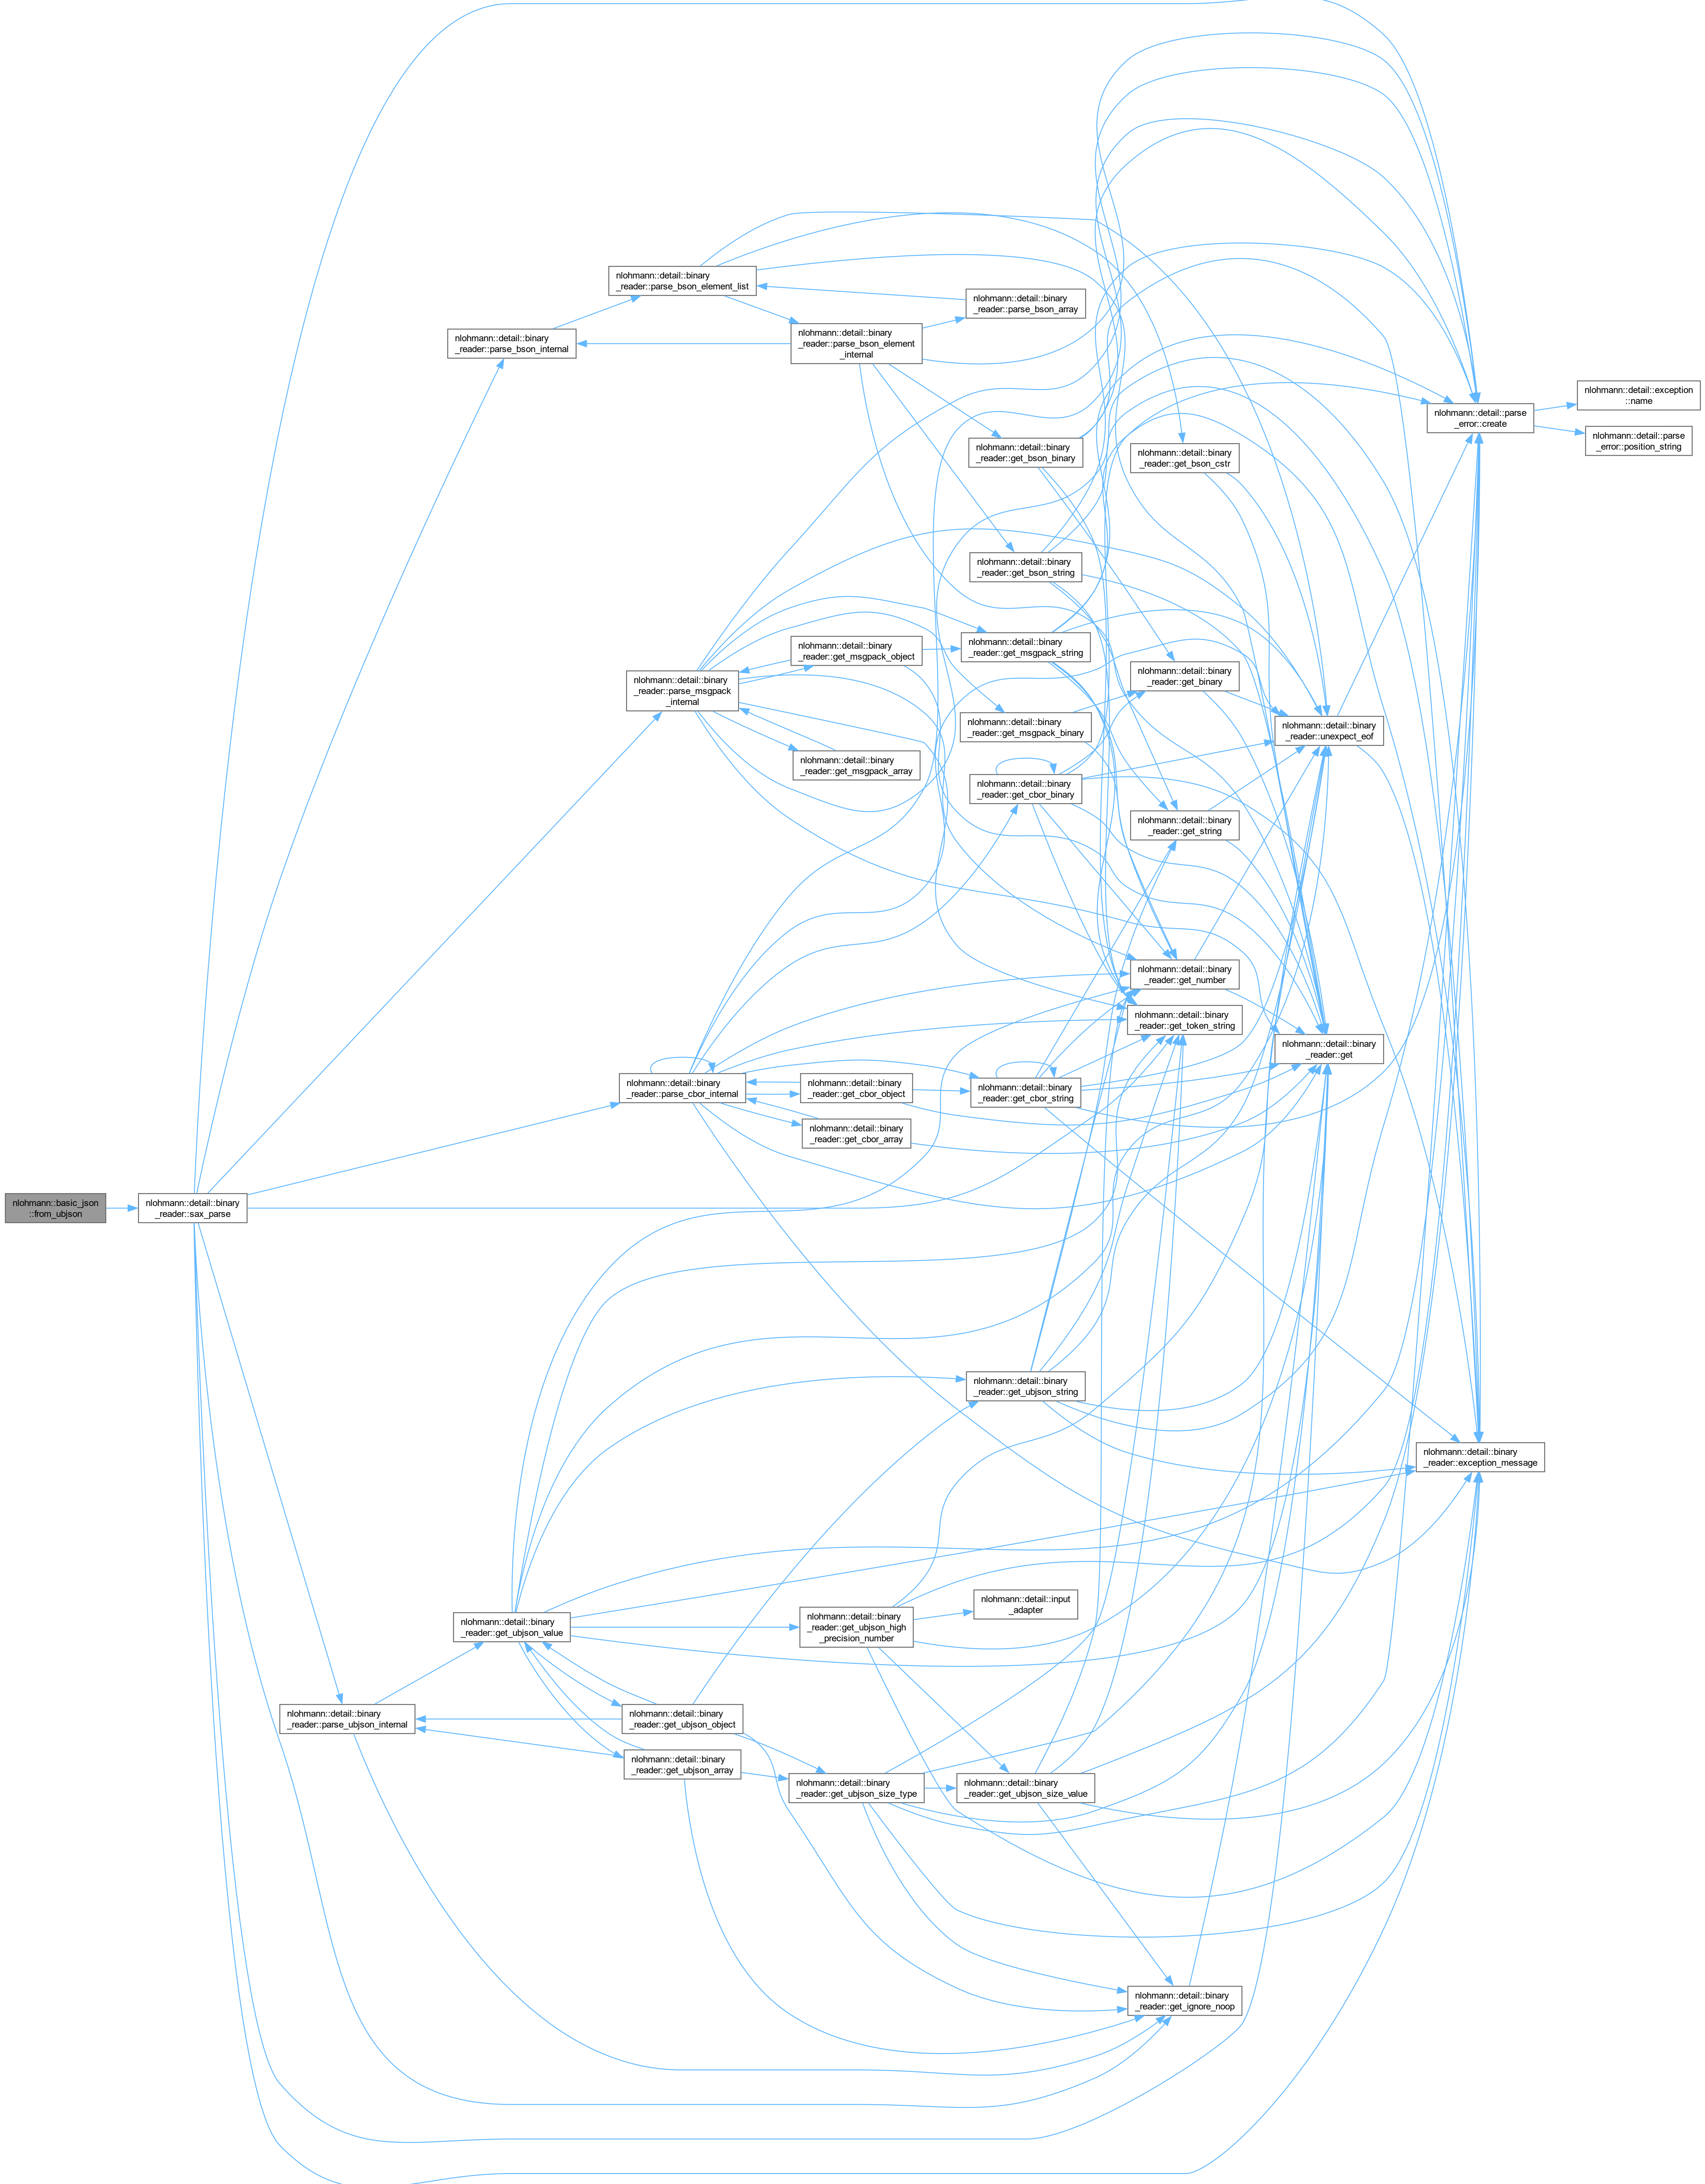 nlohmann::detail::binary
_reader::parse_bson_element_list
nlohmann::detail::binary
_reader::parse_bson_array
nlohmann::detail::binary
_reader::parse_bson_internal
nlohmann::detail::binary
_reader::parse_bson_element
_internal
nlohmann::detail::exception
::name
nlohmann::detail::parse
_error::create
nlohmann::detail::parse
_error::position_string
nlohmann::detail::binary
_reader::get_bson_binary
nlohmann::detail::binary
_reader::get_bson_cstr
nlohmann::detail::binary
_reader::get_bson_string
nlohmann::detail::binary
_reader::get_msgpack_string
nlohmann::detail::binary
_reader::get_msgpack_object
nlohmann::detail::binary
_reader::get_binary
nlohmann::detail::binary
_reader::parse_msgpack
_internal
nlohmann::detail::binary
_reader::get_msgpack_binary
nlohmann::detail::binary
_reader::unexpect_eof
nlohmann::detail::binary
_reader::get_msgpack_array
nlohmann::detail::binary
_reader::get_cbor_binary
nlohmann::detail::binary
_reader::get_string
nlohmann::detail::binary
_reader::get_number
nlohmann::detail::binary
_reader::get_token_string
nlohmann::detail::binary
_reader::get
nlohmann::detail::binary
_reader::parse_cbor_internal
nlohmann::detail::binary
_reader::get_cbor_object
nlohmann::detail::binary
_reader::get_cbor_string
nlohmann::detail::binary
_reader::get_cbor_array
nlohmann::basic_json
::from_ubjson
nlohmann::detail::binary
_reader::sax_parse
nlohmann::detail::binary
_reader::get_ubjson_string
nlohmann::detail::binary
_reader::exception_message
nlohmann::detail::input
_adapter
nlohmann::detail::binary
_reader::get_ubjson_value
nlohmann::detail::binary
_reader::get_ubjson_high
_precision_number
nlohmann::detail::binary
_reader::parse_ubjson_internal
nlohmann::detail::binary
_reader::get_ubjson_object
nlohmann::detail::binary
_reader::get_ubjson_array
nlohmann::detail::binary
_reader::get_ubjson_size_type
nlohmann::detail::binary
_reader::get_ubjson_size_value
nlohmann::detail::binary
_reader::get_ignore_noop